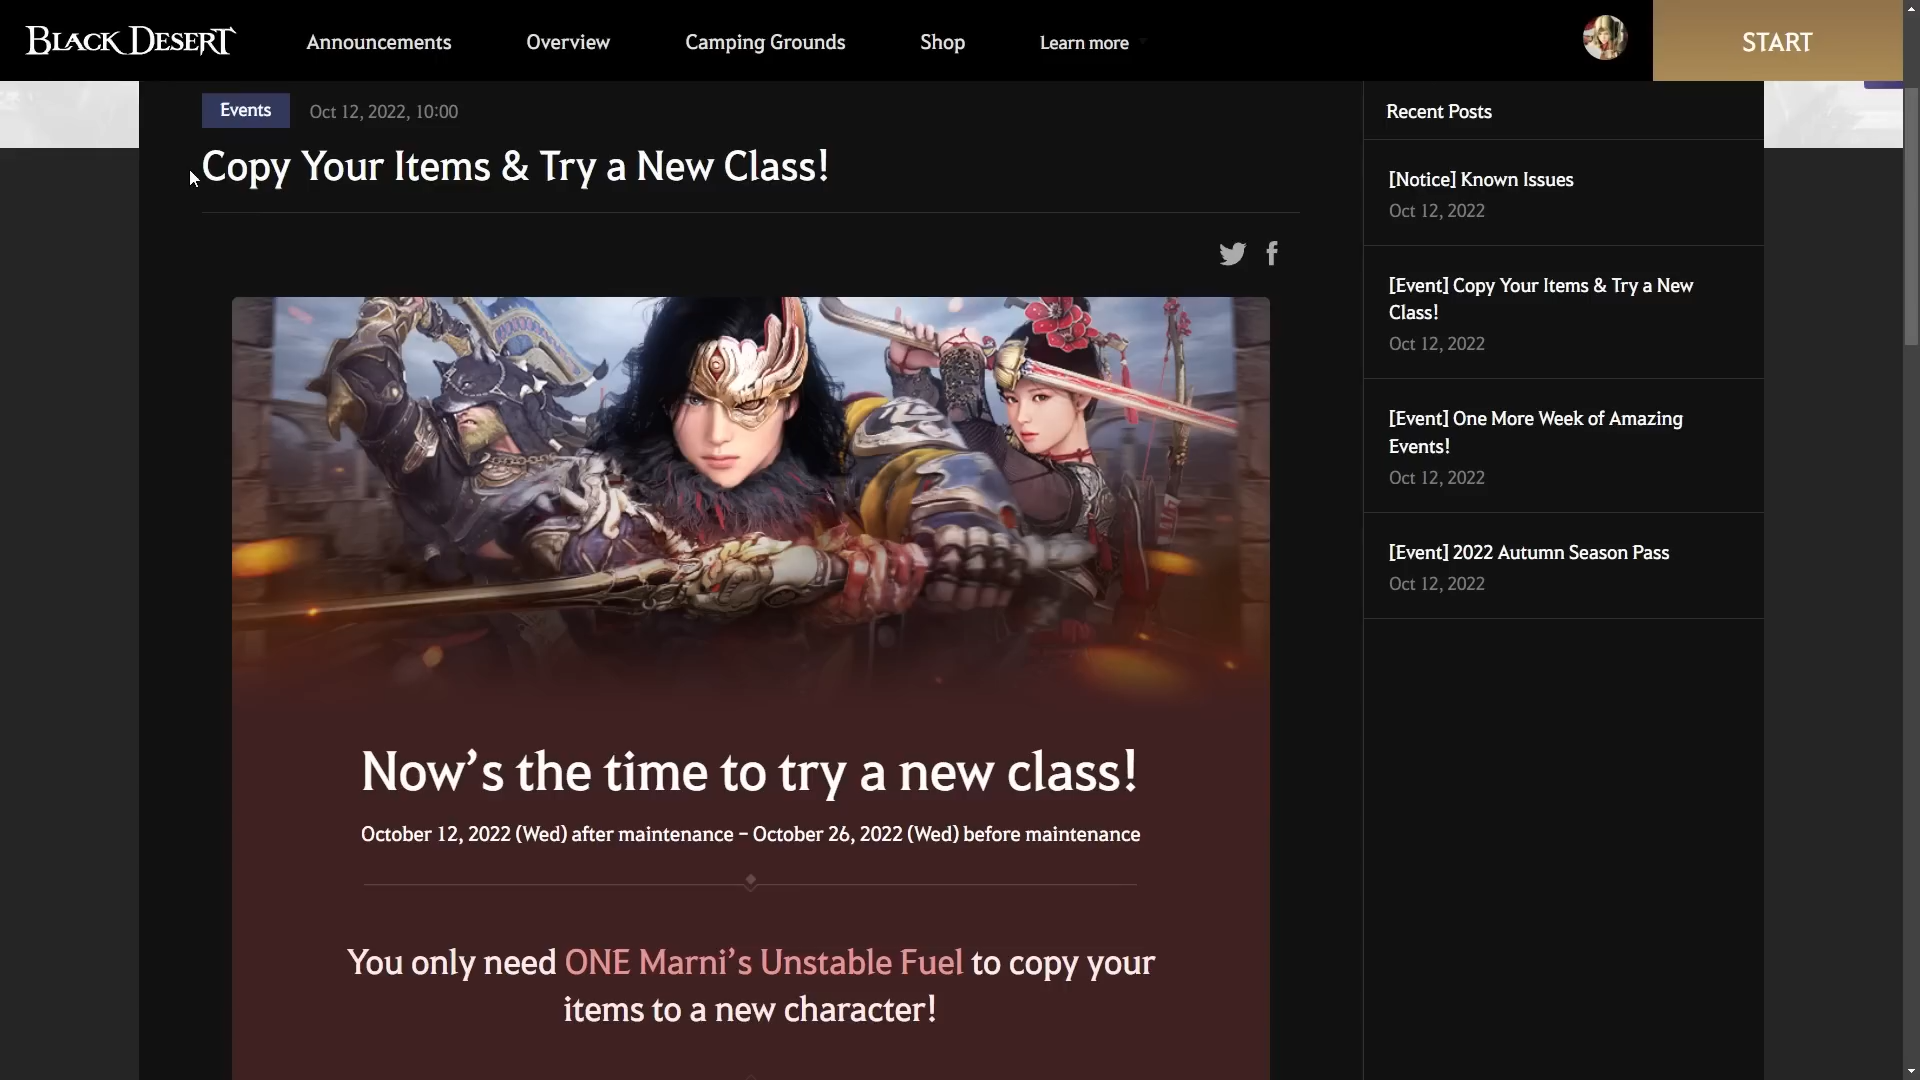 BLACK DESERT
Announcements
Overview
Camping Grounds
Shop
Learn more
START
Events
Oct 12, 2022, 10:00
Copy Your Items & Try a New Class!
Now’s the time to try a new class!
October 12, 2022 (Wed) after maintenance – October 26, 2022 (Wed) before maintenance
You only need ONE Marni’s Unstable Fuel to copy your
items to a new character!
Recent Posts
[Notice] Known Issues
Oct 12, 2022
[Event] Copy Your Items & Try a New
Class!
Oct 12, 2022
[Event] One More Week of Amazing
Events!
Oct 12, 2022
[Event] 2022 Autumn Season Pass
Oct 12, 2022